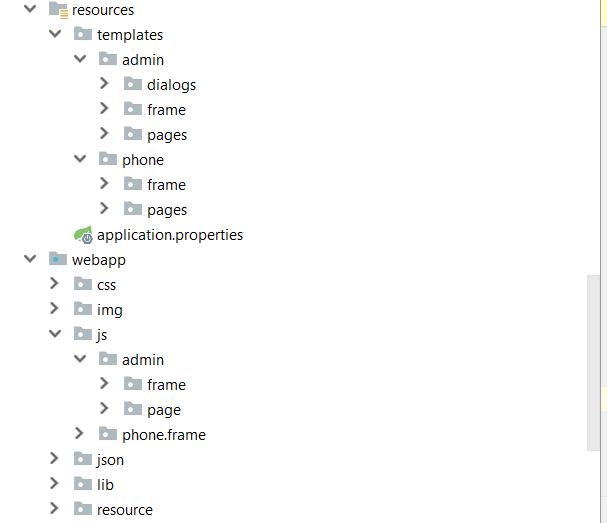 resources
templates
admin
dialogs
frame
pages
phone
frame
pages
application.properties
webapp
css
img
js
admin
frame
page
phone.frame
json
lib
resource